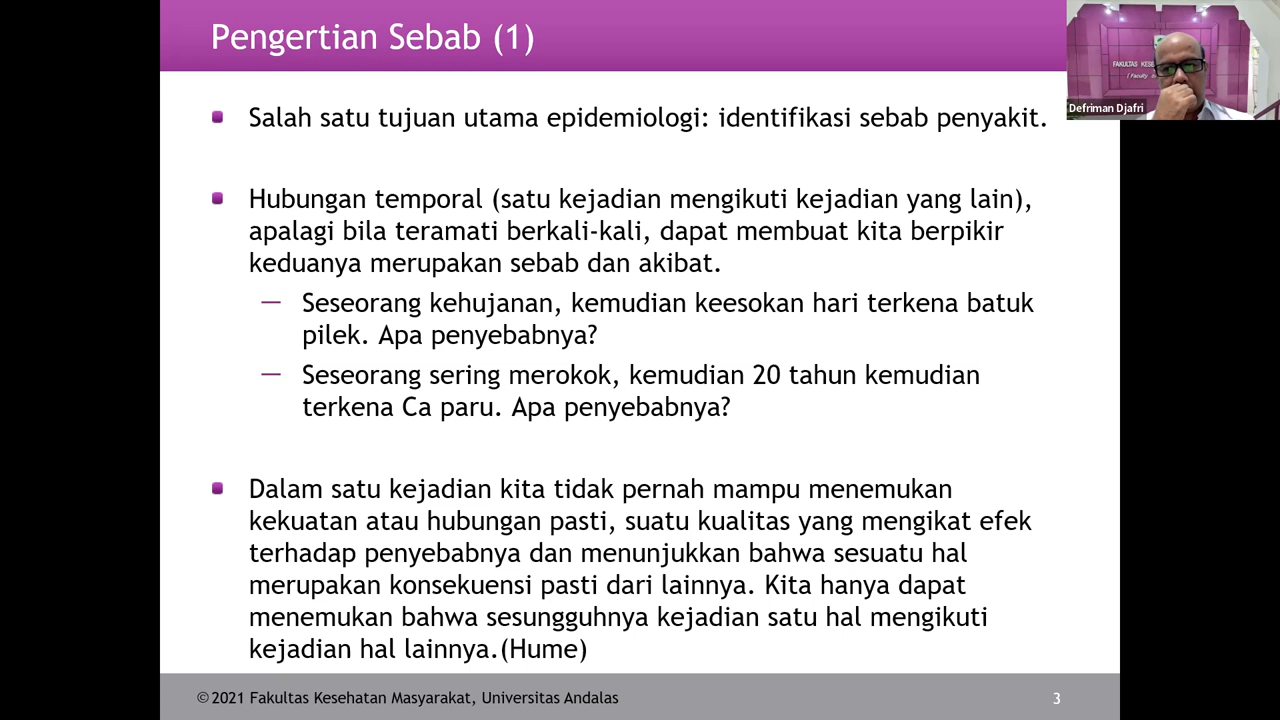 Pengertian Sebab (1)
FAKULTAS KESE
( Faculty o
Defriman Djafri
Salah satu tujuan utama epidemiologi: identifikasi sebab penyakit.
Hubungan temporal (satu kejadian mengikuti kejadian yang lain),
apalagi bila teramati berkali-kali, dapat membuat kita berpikir
keduanya merupakan sebab dan akibat.
— Seseorang kehujanan, kemudian keesokan hari terkena batuk
pilek. Apa penyebabnya?
— Seseorang sering merokok, kemudian 20 tahun kemudian
terkena Ca paru. Apa penyebabnya?
Dalam satu kejadian kita tidak pernah mampu menemukan
kekuatan atau hubungan pasti, suatu kualitas yang mengikat efek
terhadap penyebabnya dan menunjukkan bahwa sesuatu hal
merupakan konsekuensi pasti dari lainnya. Kita hanya dapat
menemukan bahwa sesungguhnya kejadian satu hal mengikuti
kejadian hal lainnya.(Hume)
©2021 Fakultas Kesehatan Masyarakat, Universitas Andalas
3